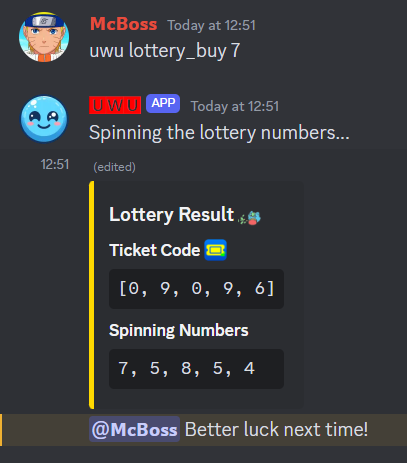 McBoss Today at 12:51
uwu lottery_buy 7
UWU APP Today at 12:51
Spinning the lottery numbers...
12:51 (edited)
Lottery Result
Ticket Code
[0, 9, 0, 9, 6]
Spinning Numbers
7, 5, 8, 5, 4
@McBoss Better luck next time!